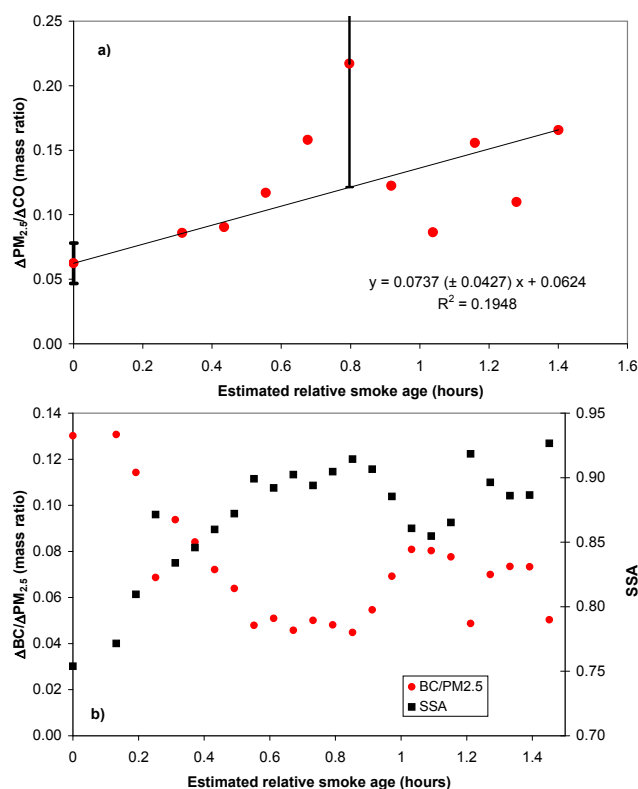 a)
ΔPM2.5/ΔCO (mass ratio)
0.25
0.20
0.15
0.10
0.05
0.00
y = 0.0737 (± 0.0427) x + 0.0624
R² = 0.1948
0 0.2 0.4 0.6 0.8 1 1.2 1.4 1.6
Estimated relative smoke age (hours)
b)
ΔBC/ΔPM2.5 (mass ratio)
0.14
0.12
0.10
0.08
0.06
0.04
0.02
0.00
0.95
0.90
0.85
0.80
0.75
0.70
SSA
BC/PM2.5
SSA
0 0.2 0.4 0.6 0.8 1 1.2 1.4
Estimated relative smoke age (hours)